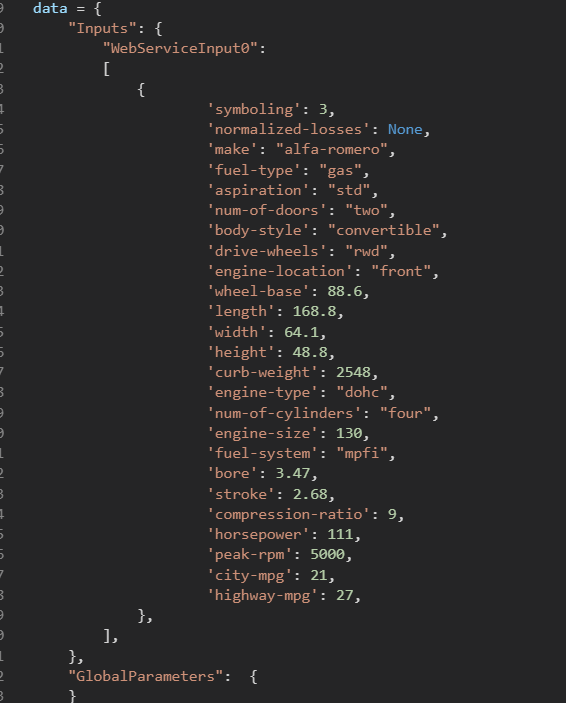 data = {
    "Inputs": {
        "WebServiceInput0":
        [
            {
                    'symboling': 3,
                    'normalized-losses': None,
                    'make': "alfa-romero",
                    'fuel-type': "gas",
                    'aspiration': "std",
                    'num-of-doors': "two",
                    'body-style': "convertible",
                    'drive-wheels': "rwd",
                    'engine-location': "front",
                    'wheel-base': 88.6,
                    'length': 168.8,
                    'width': 64.1,
                    'height': 48.8,
                    'curb-weight': 2548,
                    'engine-type': "dohc",
                    'num-of-cylinders': "four",
                    'engine-size': 130,
                    'fuel-system': "mpfi",
                    'bore': 3.47,
                    'stroke': 2.68,
                    'compression-ratio': 9,
                    'horsepower': 111,
                    'peak-rpm': 5000,
                    'city-mpg': 21,
                    'highway-mpg': 27,
            },
        ],
    },
    "GlobalParameters":  {
    }